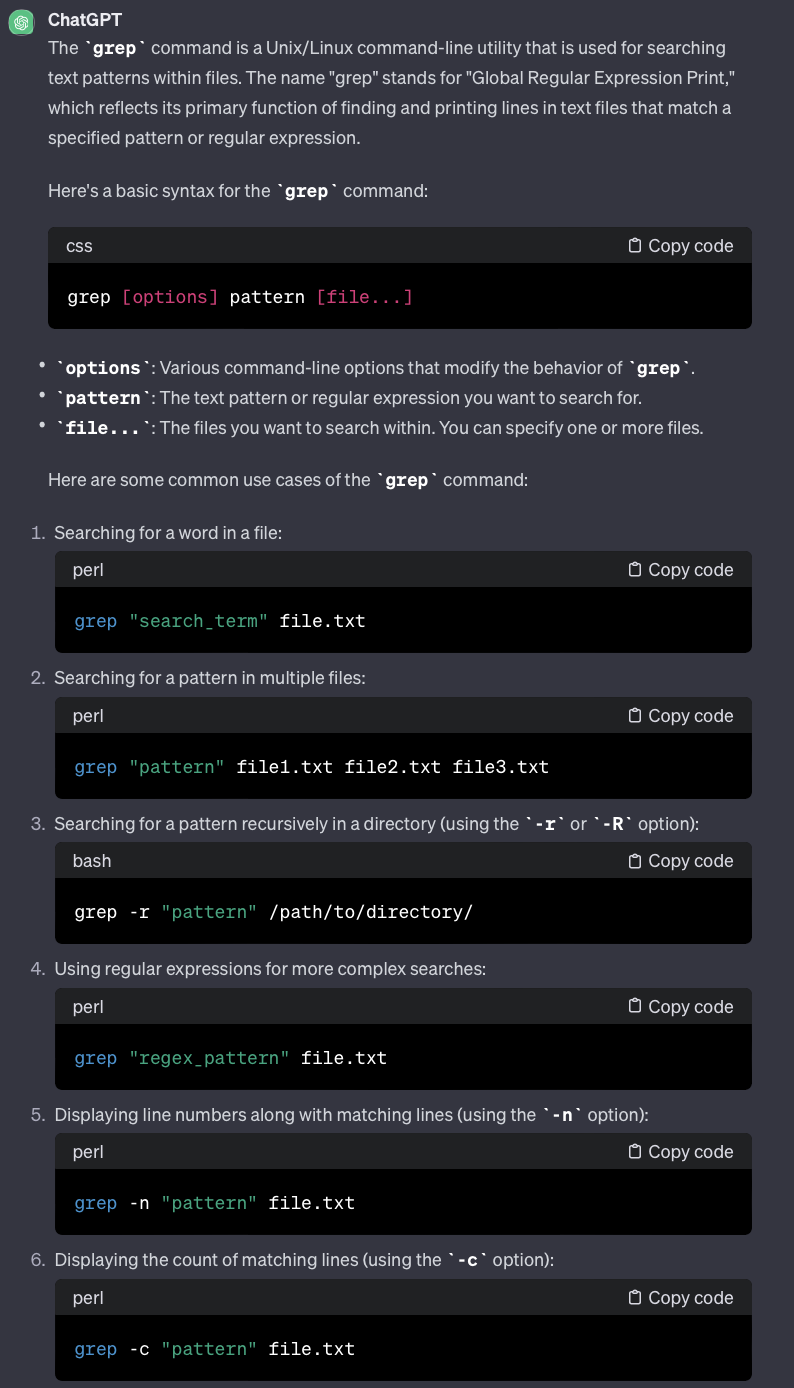 ChatGPT
The `grep` command is a Unix/Linux command-line utility that is used for searching
text patterns within files. The name "grep" stands for "Global Regular Expression Print,"
which reflects its primary function of finding and printing lines in text files that match a
specified pattern or regular expression.
Here's a basic syntax for the `grep` command:
css Copy code
grep [options] pattern [file...]
• `options`: Various command-line options that modify the behavior of `grep`.
• `pattern`: The text pattern or regular expression you want to search for.
• `file...`: The files you want to search within. You can specify one or more files.
Here are some common use cases of the `grep` command:
1. Searching for a word in a file:
perl Copy code
grep "search_term" file.txt
2. Searching for a pattern in multiple files:
perl Copy code
grep "pattern" file1.txt file2.txt file3.txt
3. Searching for a pattern recursively in a directory (using the `-r` or `-R` option):
bash Copy code
grep -r "pattern" /path/to/directory/
4. Using regular expressions for more complex searches:
perl Copy code
grep "regex_pattern" file.txt
5. Displaying line numbers along with matching lines (using the `-n` option):
perl Copy code
grep -n "pattern" file.txt
6. Displaying the count of matching lines (using the `-c` option):
perl Copy code
grep -c "pattern" file.txt